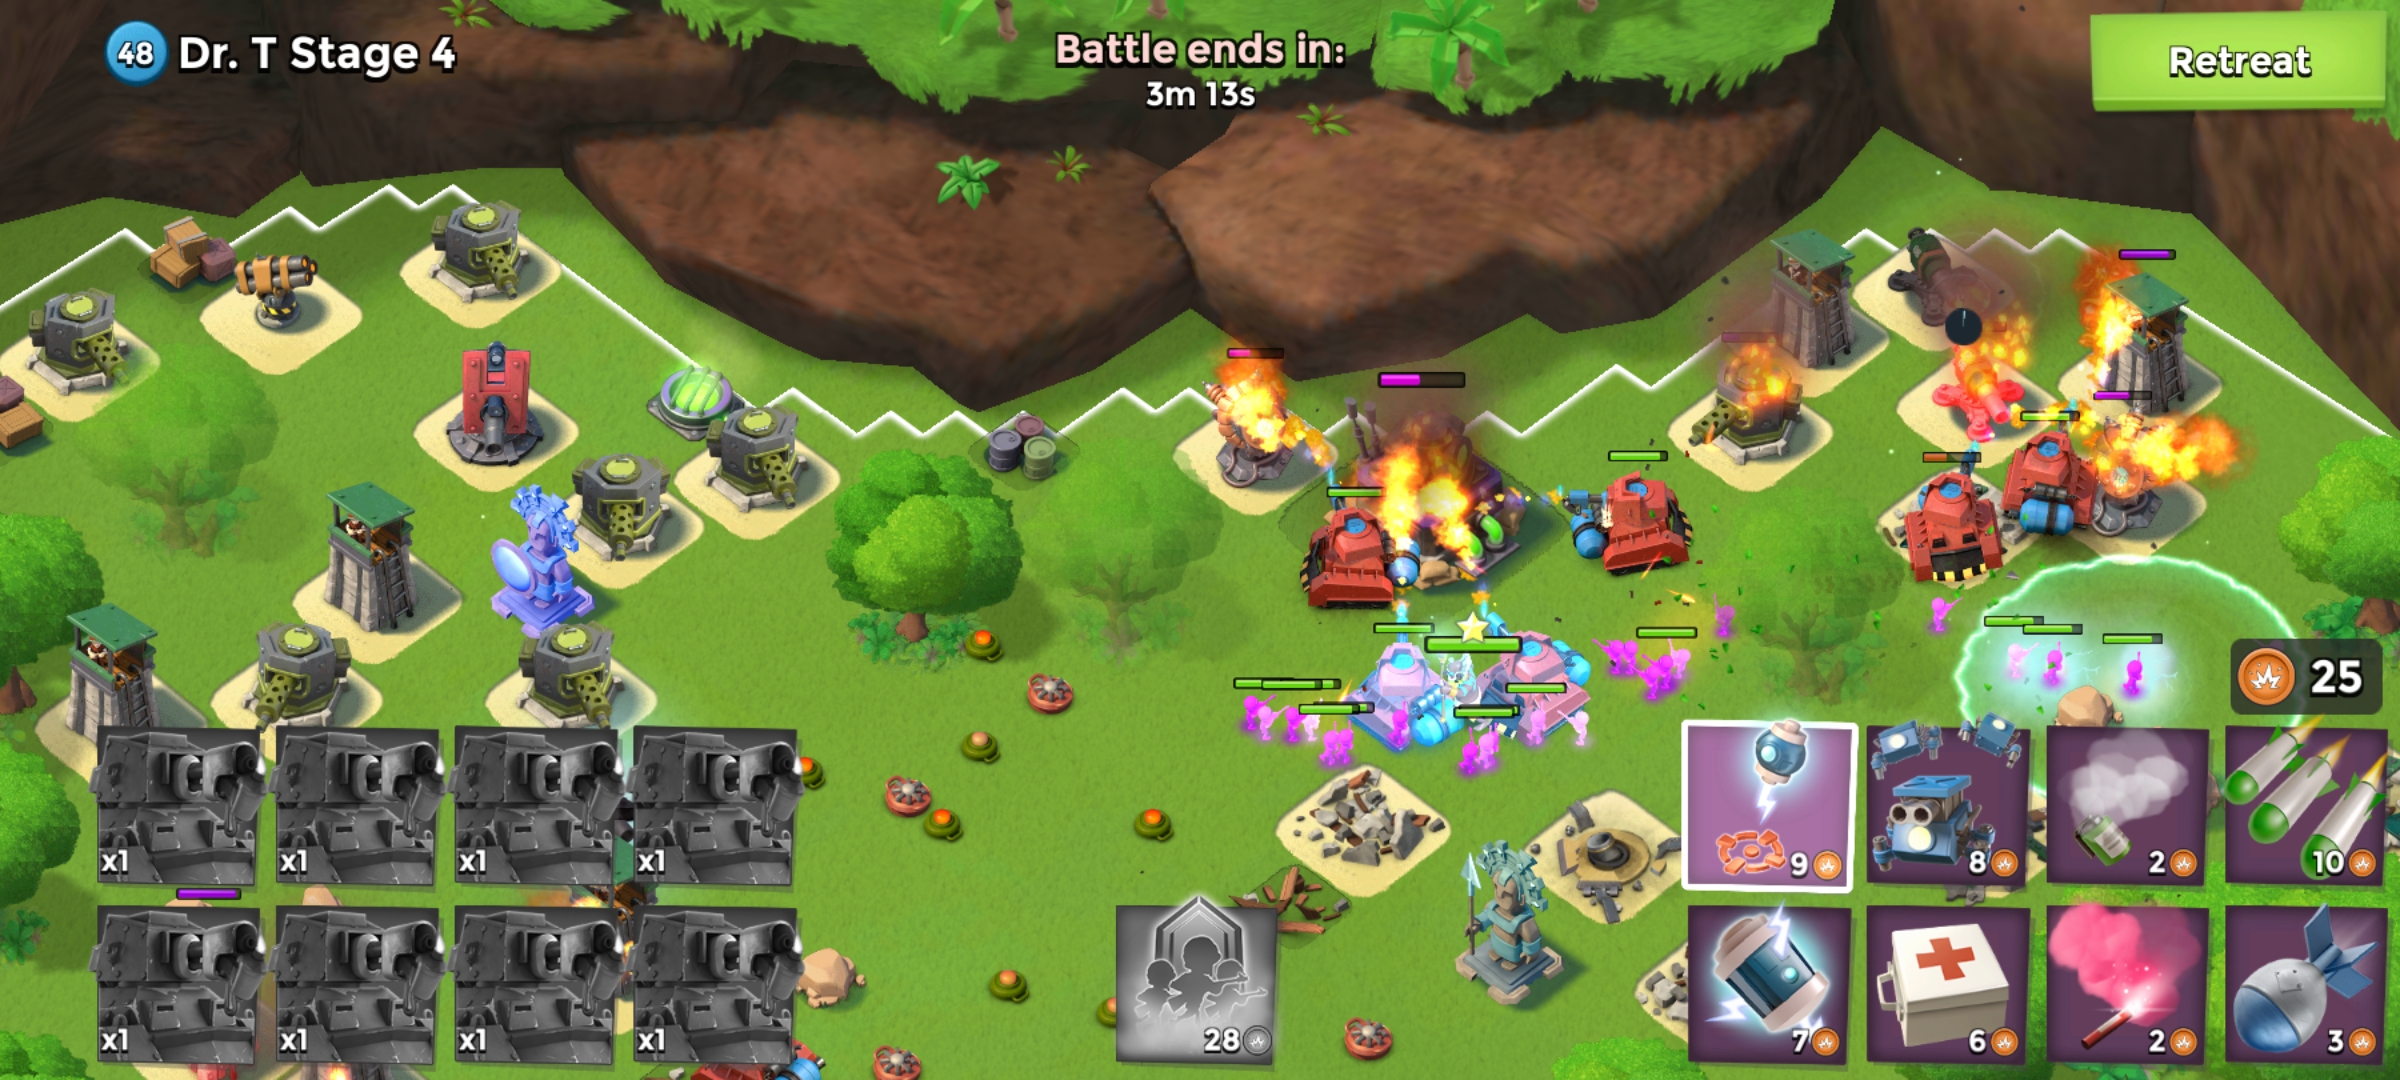 48 Dr. T Stage 4
Battle ends in:
3m 13s
Retreat
25
x1 x1 x1 x1
9 8 2 10
x1 x1 x1 x1
28
7 6 2 3